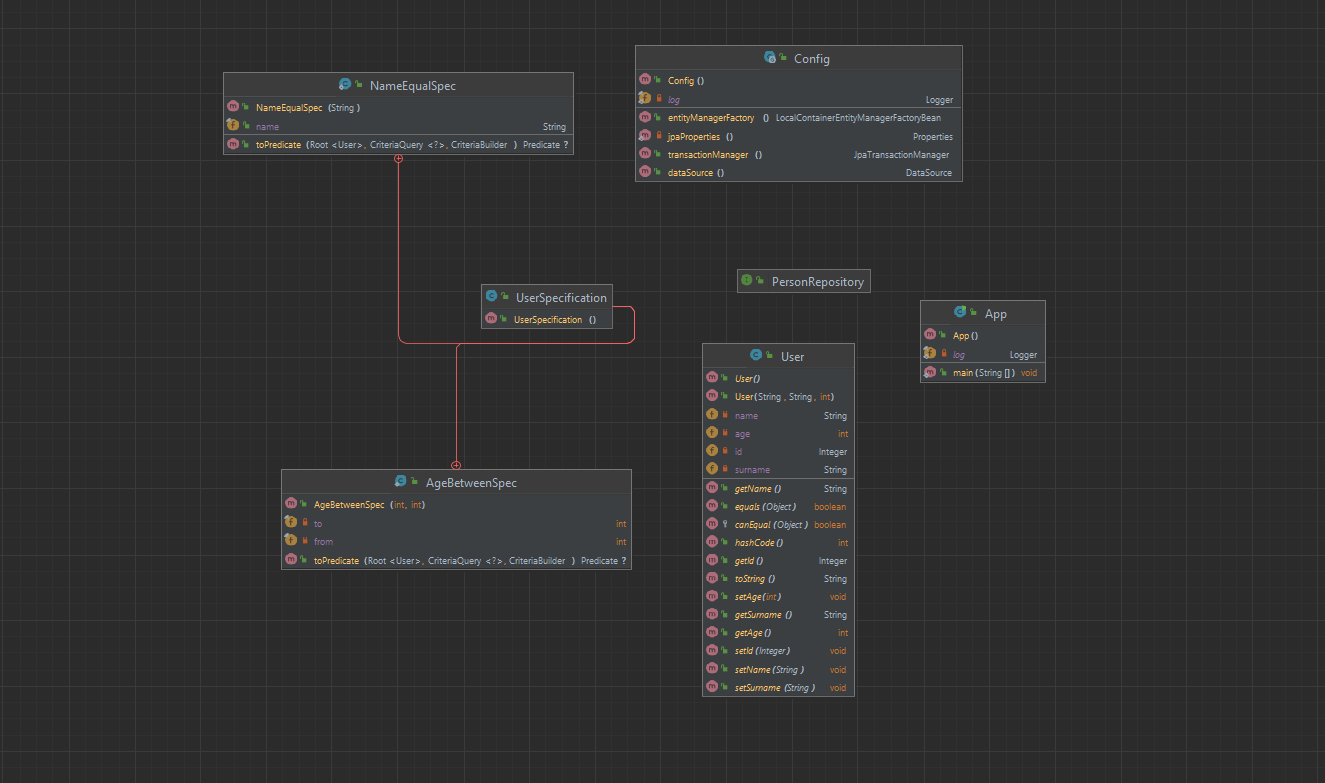 NameEqualSpec
NameEqualSpec (String )
name String
toPredicate (Root <User>, CriteriaQuery <?>, CriteriaBuilder ) Predicate ?
Config
Config ()
log Logger
entityManagerFactory () LocalContainerEntityManagerFactoryBean
jpaProperties () Properties
transactionManager () JpaTransactionManager
dataSource () DataSource
UserSpecification
UserSpecification ()
PersonRepository
App
App ()
log Logger
main (String []) void
User
User()
User(String , String , int)
name String
age int
id Integer
surname String
getName () String
equals (Object ) boolean
canEqual (Object ) boolean
hashCode () int
getId () Integer
toString () String
setAge(int) void
getSurname () String
getAge () int
setId (Integer ) void
setName (String ) void
setSurname (String ) void
AgeBetweenSpec
AgeBetweenSpec (int, int)
to int
from int
toPredicate (Root <User>, CriteriaQuery <?>, CriteriaBuilder ) Predicate ?